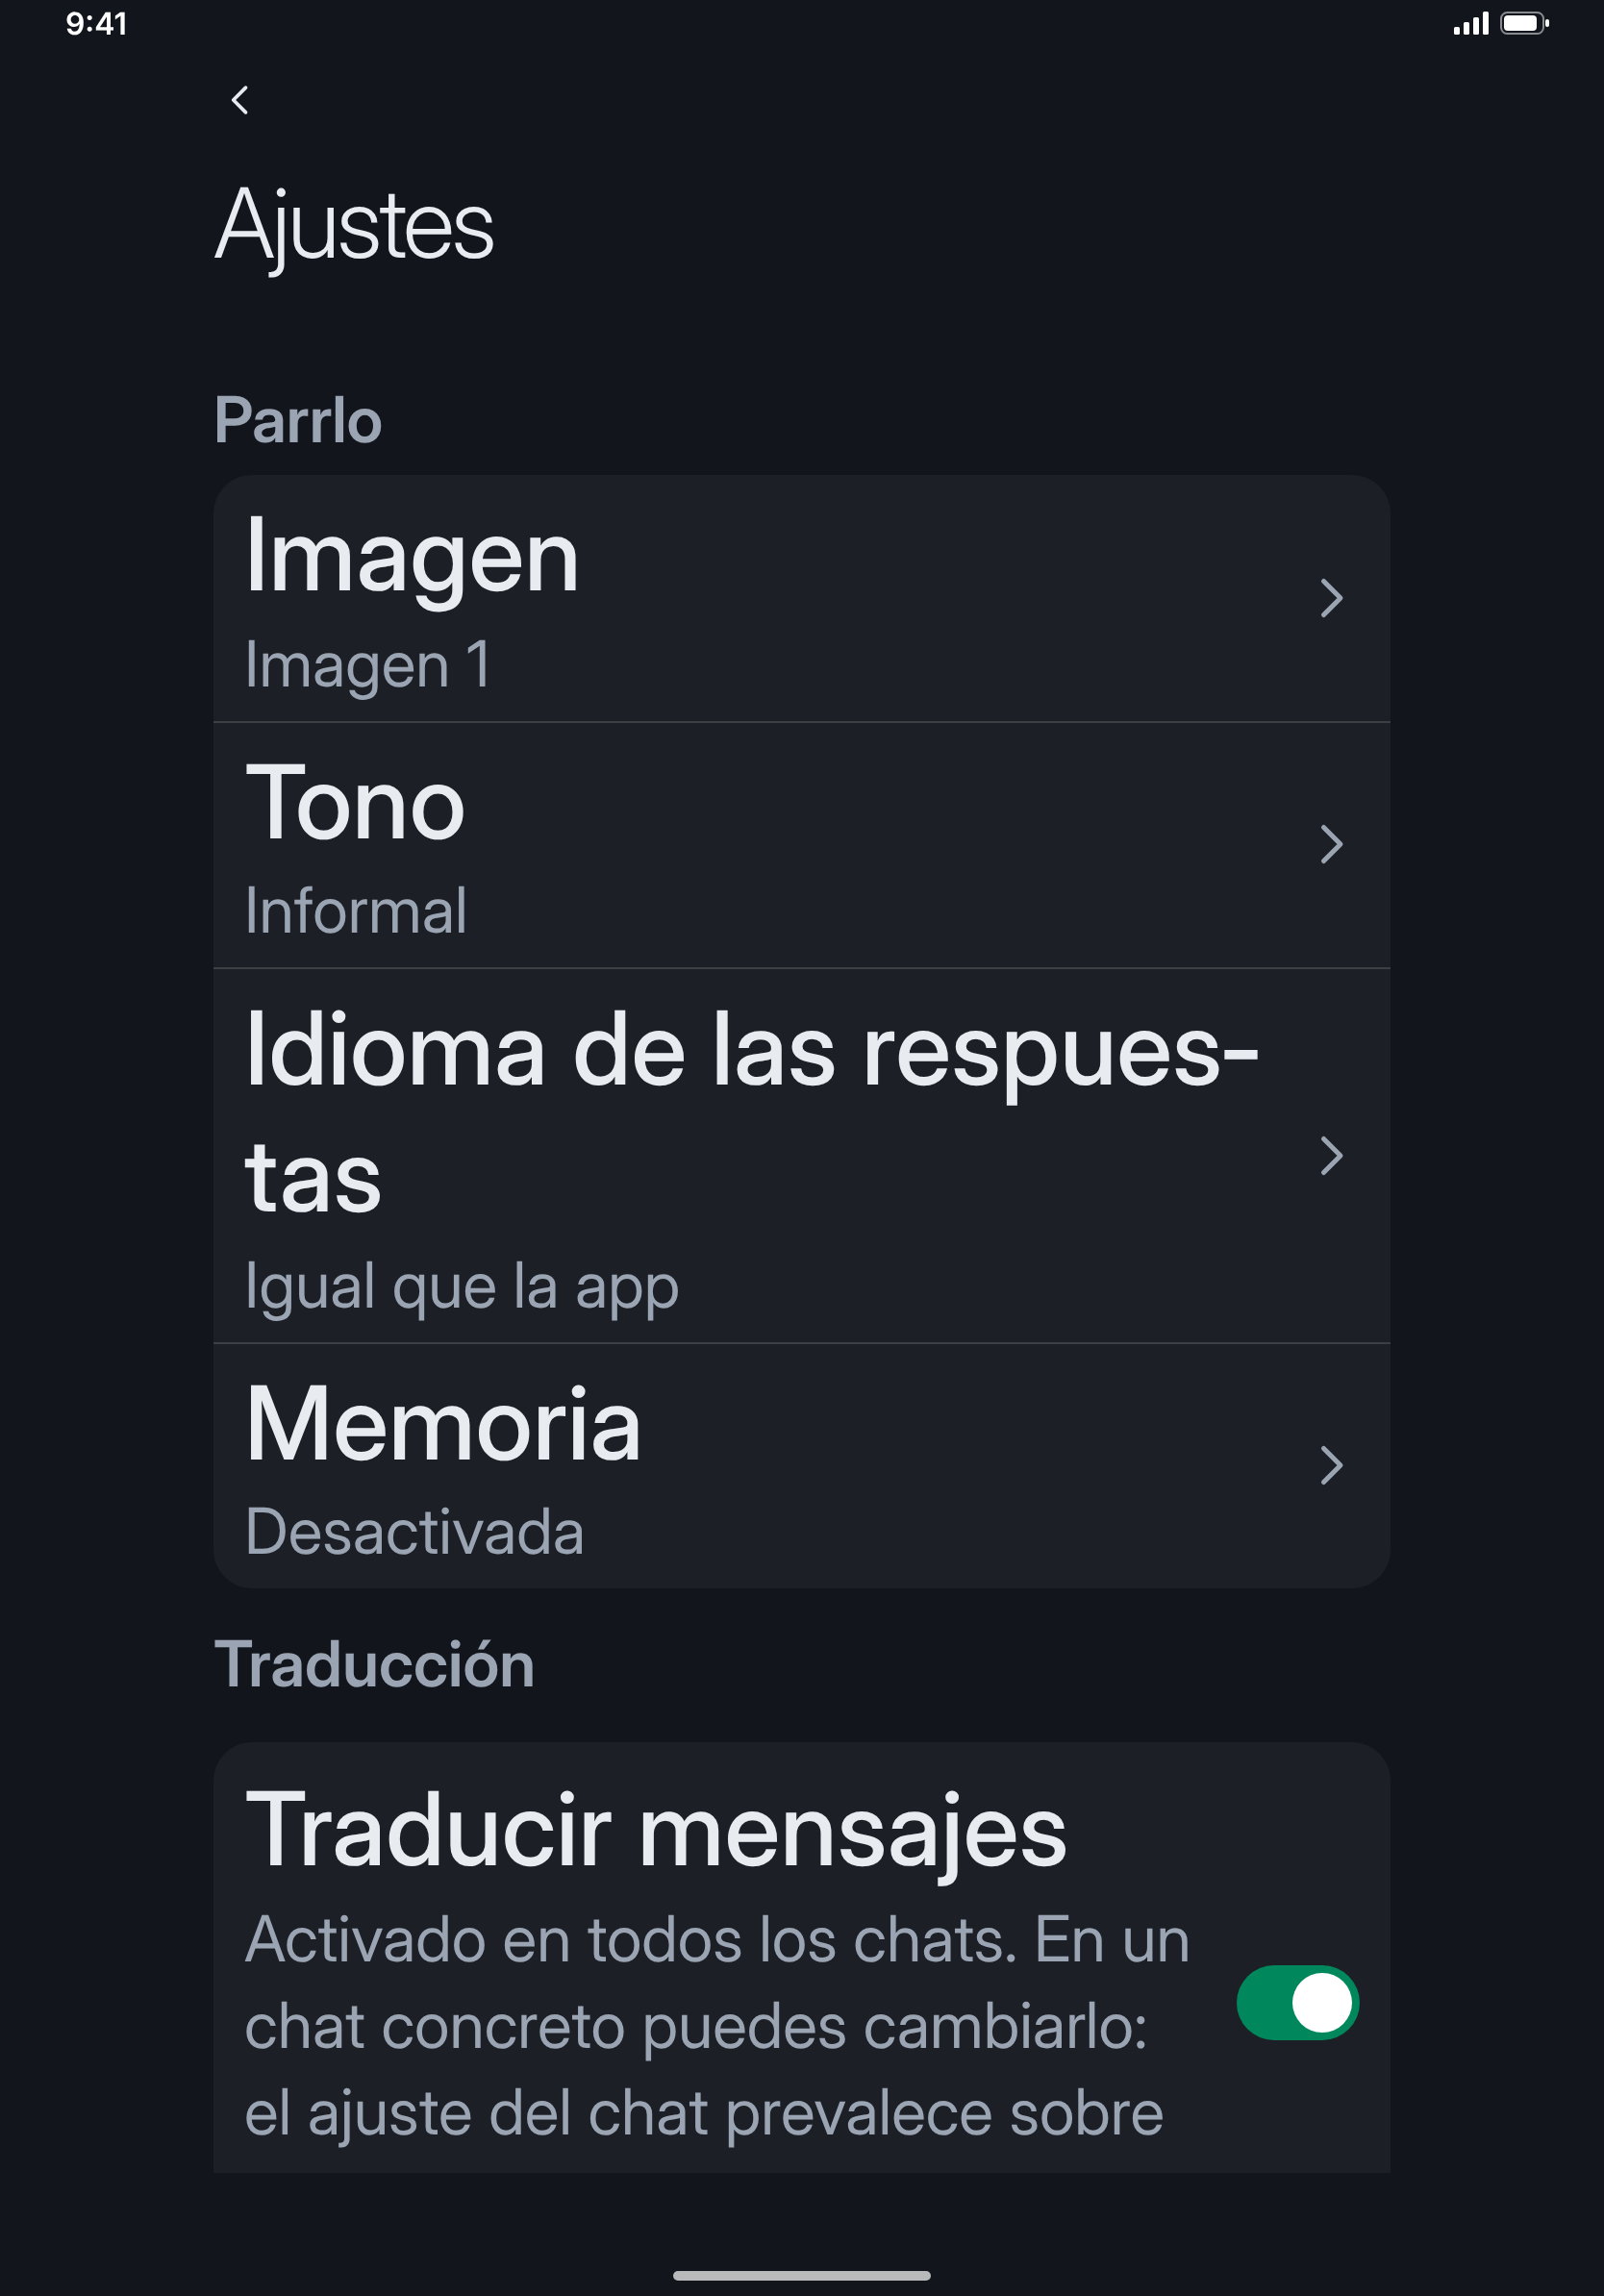 9:41
Ajustes
Parrlo
Imagen
Imagen 1
Tono
Informal
Idioma de las respues-
tas
Igual que la app
Memoria
Desactivada
Traducción
Traducir mensajes
Activado en todos los chats. En un
chat concreto puedes cambiarlo:
el ajuste del chat prevalece sobre